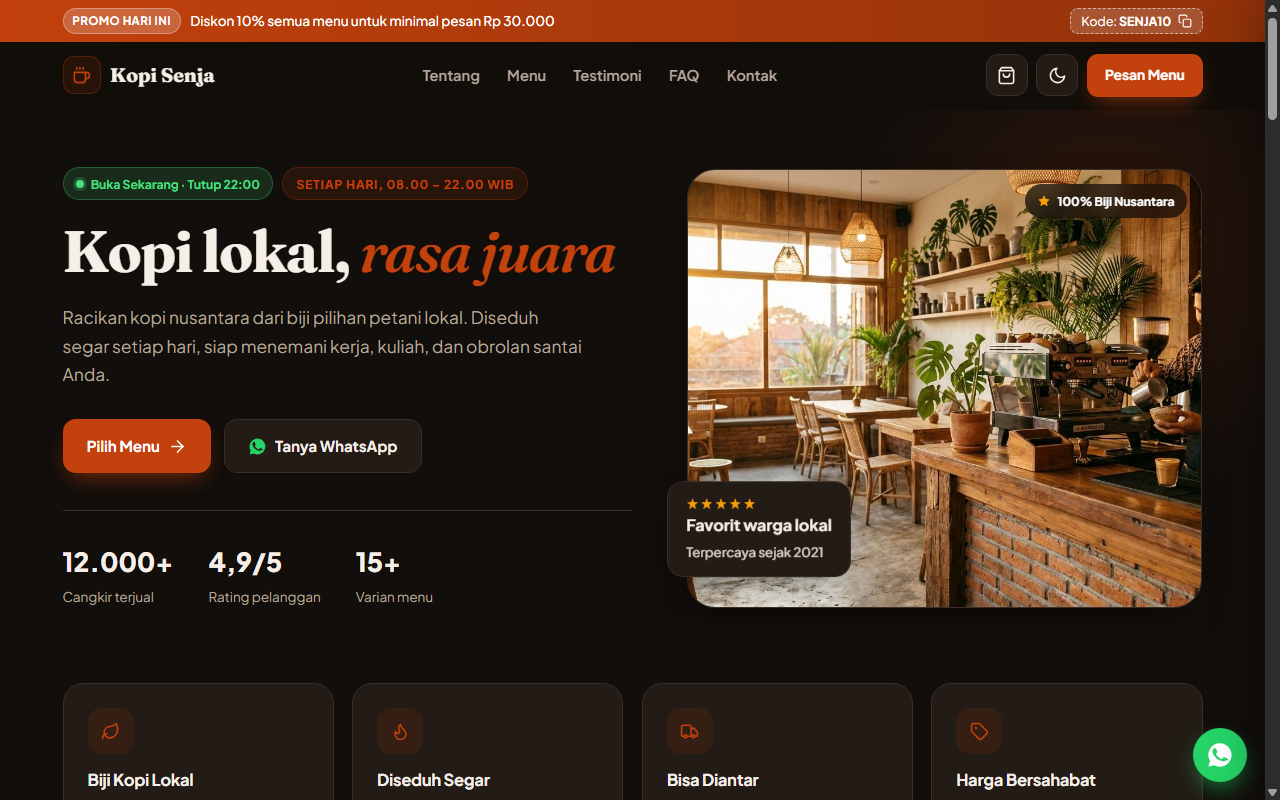 PROMO HARI INI
Diskon 10% semua menu untuk minimal pesan Rp 30.000
Kode: SENJA10
Kopi Senja
Tentang
Menu
Testimoni
FAQ
Kontak
Pesan Menu
Buka Sekarang · Tutup 22:00
SETIAP HARI, 08.00 – 22.00 WIB
Kopi lokal, rasa juara
Racikan kopi nusantara dari biji pilihan petani lokal. Diseduh
segar setiap hari, siap menemani kerja, kuliah, dan obrolan santai
Anda.
Pilih Menu
Tanya WhatsApp
12.000+
Cangkir terjual
4,9/5
Rating pelanggan
15+
Varian menu
100% Biji Nusantara
Favorit warga lokal
Terpercaya sejak 2021
Biji Kopi Lokal
Diseduh Segar
Bisa Diantar
Harga Bersahabat